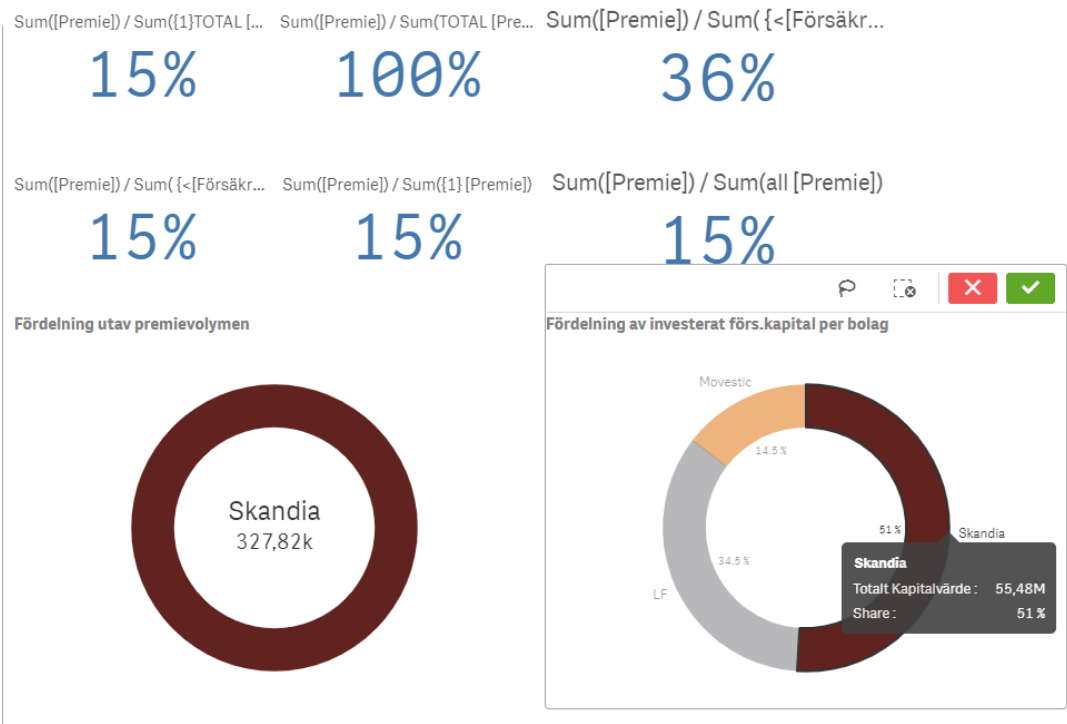 Sum([Premie]) / Sum({1}TOTAL [...
Sum([Premie]) / Sum(TOTAL [Pre...
Sum([Premie]) / Sum( {<[Försäkr...
15%
100%
36%
Sum([Premie]) / Sum( {<[Försäkr...
Sum([Premie]) / Sum({1} [Premie])
Sum([Premie]) / Sum(all [Premie])
15%
15%
15%
Fördelning utav premievolymen
Skandia
327,82k
Fördelning av investerat förs.kapital per bolag
Movestic
14.5 %
51 %
Skandia
34.5 %
LF
Skandia
Totalt Kapitalvärde : 55,48M
Share : 51 %